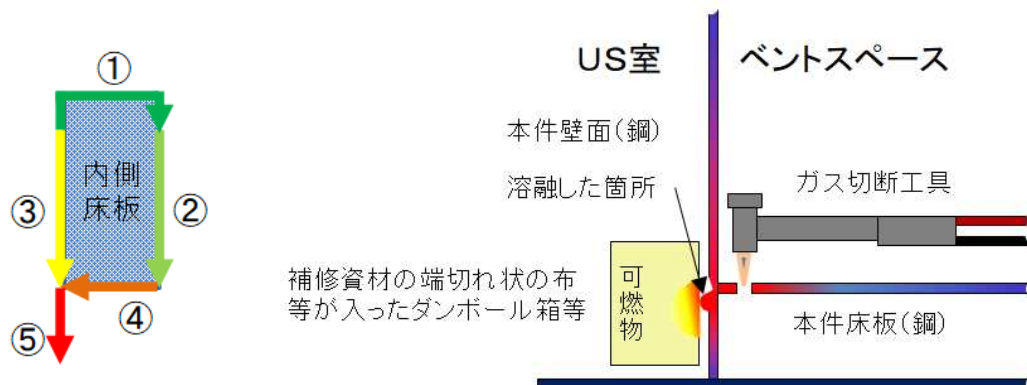 ①
内側
床板
②
③
④
⑤
US室
ベントスペース
本件壁面(鋼)
溶融した箇所
ガス切断工具
補修資材の端切れ状の布
等が入ったダンボール箱等
可燃物
本件床板(鋼)